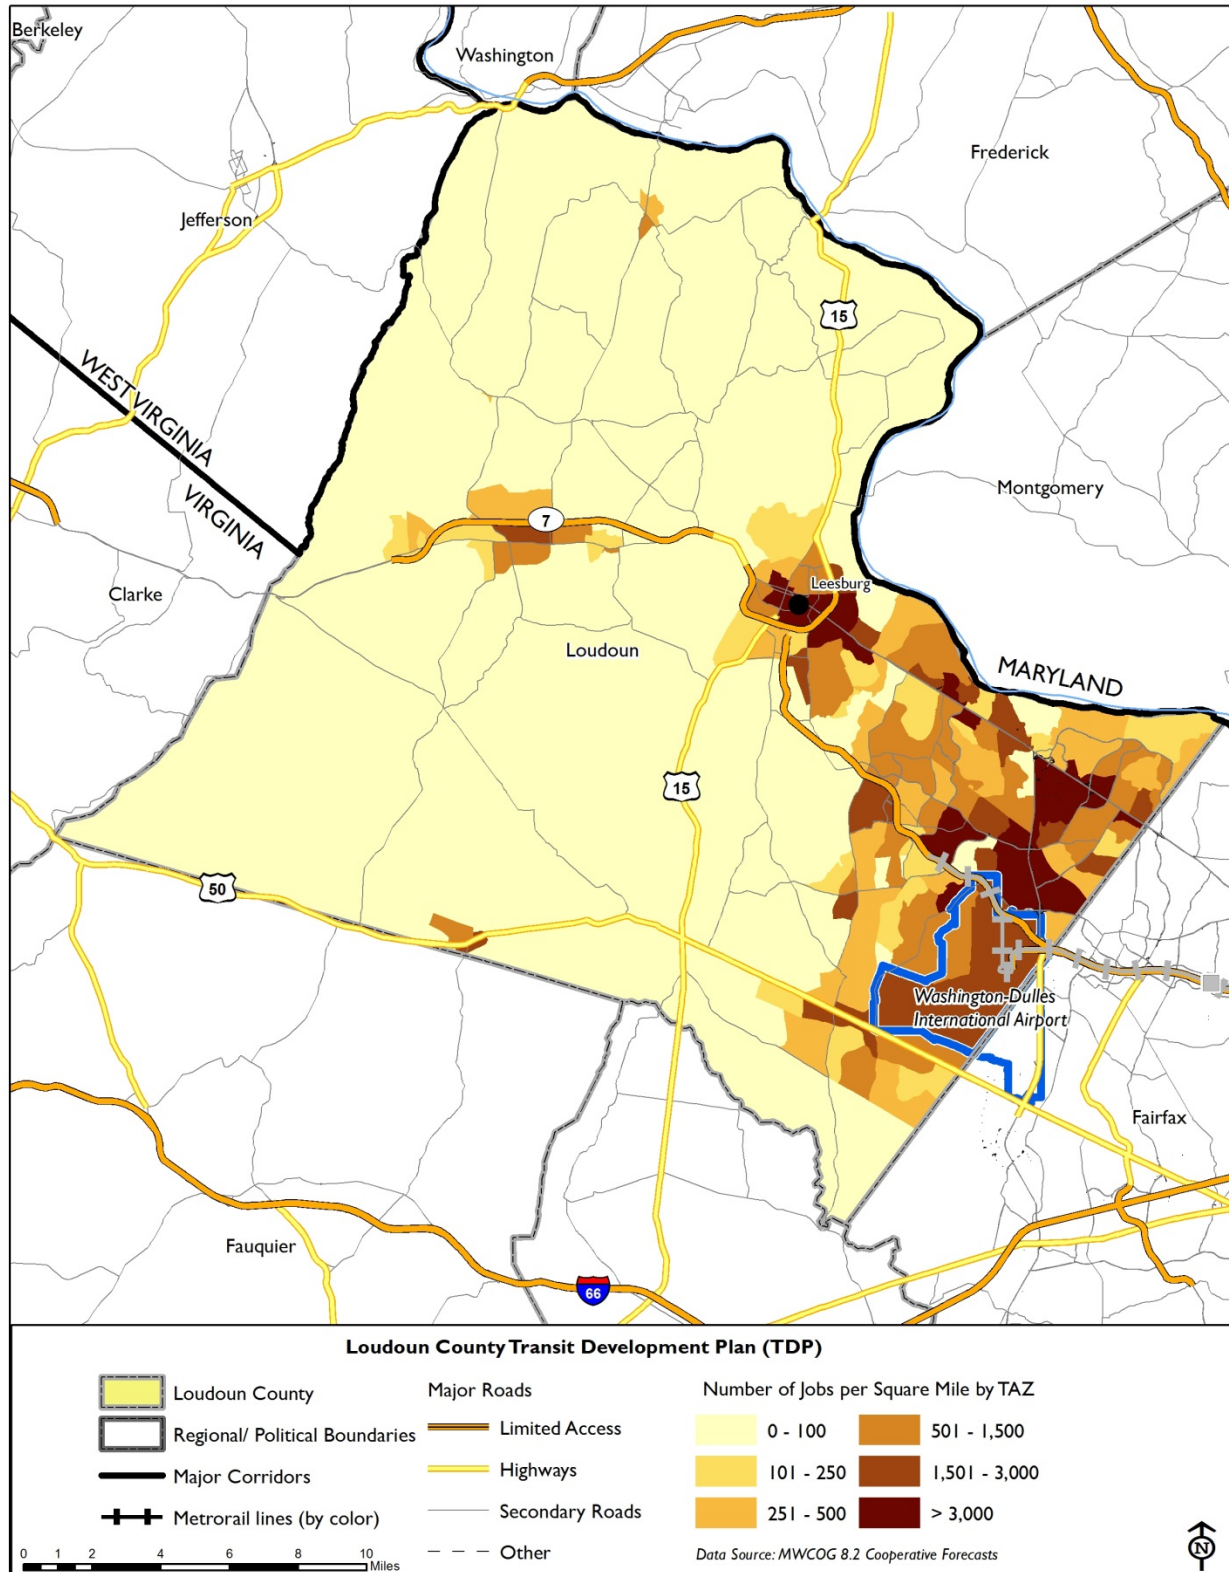 Berkeley
Washington
Frederick
Jefferson
15
WEST VIRGINIA
VIRGINIA
Montgomery
7
Clarke
Leesburg
Loudoun
MARYLAND
15
50
Washington-Dulles
International Airport
Fairfax
Fauquier
66
Loudoun County Transit Development Plan (TDP)
Loudoun County
Regional/ Political Boundaries
Major Corridors
Metrorail lines (by color)
Major Roads
Limited Access
Highways
Secondary Roads
Other
Number of Jobs per Square Mile by TAZ
0 - 100
101 - 250
251 - 500
501 - 1,500
1,501 - 3,000
> 3,000
Data Source: MWCOG 8.2 Cooperative Forecasts
0 1 2 4 6 8 10
Miles
N